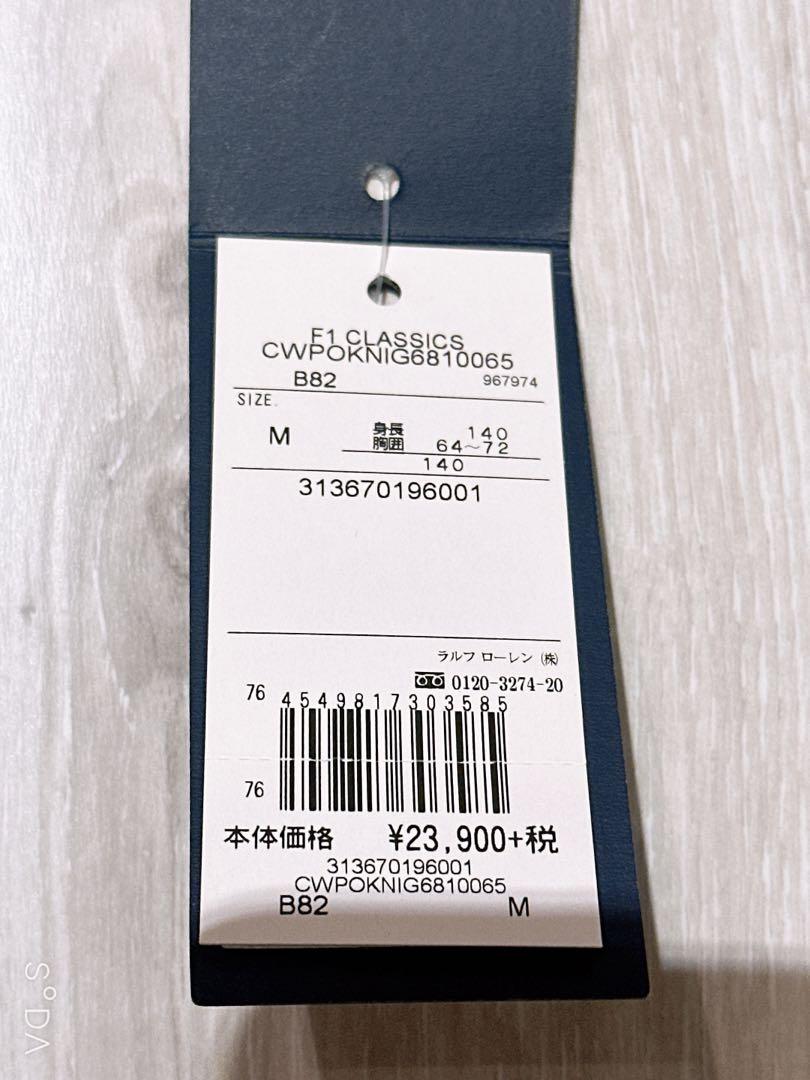 F1 CLASSICS
CWPOKNIG6810065
B82 967974
SIZE.
M 身長 140
胸囲 64~72
140
313670196001
ラルフ ローレン (株)
0120-3274-20
76 4549817303585
76
本体価格 ¥23,900+税
313670196001
CWPOKNIG6810065
B82 M